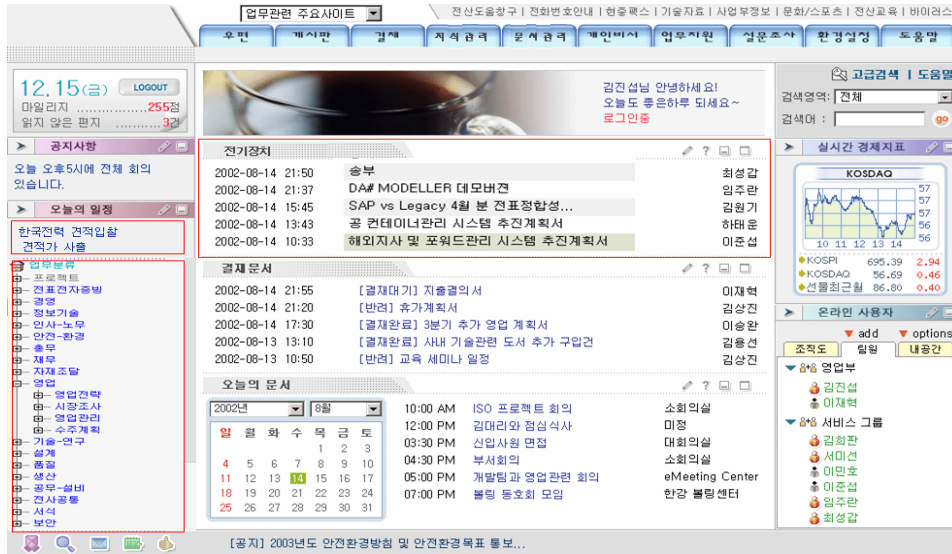 업무관련 주요사이트
전산도움창구 | 전화번호안내 | 현중팩스 | 기술자료 | 사업부정보 | 문화/스포츠 | 전산교육 | 바이러스
우편 게시판 결재 지식관리 문서관리 개인비서 업무지원 설문조사 환경설정 도움말
12.15(금) LOGOUT
마일리지 ................255점
읽지 않은 편지 ...........3건
김진섭님 안녕하세요!
오늘도 좋은하루 되세요~
로그인중
고급검색 | 도움말
검색영역: 전체
검색어 : go
공지사항
오늘 오후5시에 전체 회의
있습니다.
오늘의 일정
한국전력 견적입찰
견적가 사출
업무분류
프로젝트
전표전자증빙
경영
정보기술
인사-노무
안전-환경
총무
재무
자재조달
영업
영업전략
시장조사
영업관리
수주계획
기술-연구
설계
품질
생산
공무-설비
전사공통
서식
보안
전기장치
2002-08-14 21:50 송부 최성갑
2002-08-14 21:37 DA# MODELLER 데모버젼 임주란
2002-08-14 15:45 SAP vs Legacy 4월 분 전표정합성... 김원기
2002-08-14 13:43 공 컨테이너관리 시스템 추진계획서 하태운
2002-08-14 10:33 해외지사 및 포워드관리 시스템 추진계획서 이준섭
결재문서
2002-08-14 21:55 [결재대기] 지출결의서 이재혁
2002-08-14 21:20 [반려] 휴가계획서 김상진
2002-08-14 17:30 [결재완료] 3분기 추가 영업 계획서 이승완
2002-08-13 13:10 [결재완료] 사내 기술관련 도서 추가 구입건 김용선
2002-08-13 10:50 [반려] 교육 세미나 일정 김상진
오늘의 문서
2002년 8월
일 월 화 수 목 금 토
1 2 3
4 5 6 7 8 9 10
11 12 13 14 15 16 17
18 19 20 21 22 23 24
25 26 27 28 29 30 31
10:00 AM ISO 프로젝트 회의 소회의실
12:00 PM 김대리와 점심식사 미정
03:30 PM 신입사원 면접 대회의실
04:30 PM 부서회의 소회의실
05:00 PM 개발팀과 영업관련 회의 eMeeting Center
07:00 PM 볼링 동호회 모임 한강 볼링센터
실시간 경제지표
KOSDAQ
57
57
56
56
10 11 12 13 14
KOSPI 695.39 2.94
KOSDAQ 56.69 0.46
선물최근월 86.80 0.40
온라인 사용자
add options
조직도 팀원 내공간
영업부
김진섭
이재혁
서비스 그룹
김희판
서미선
이민호
이준섭
임주란
최성갑
[공지] 2003년도 안전환경방침 및 안전환경목표 통보...